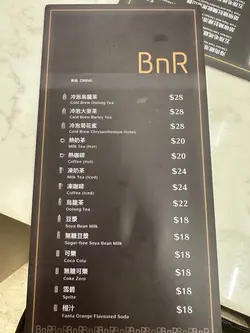 BnR
飲品 DRINK
冷泡烏龍茶 $28
Cold Brewed Oolong Tea
冷泡大麥茶 $28
Cold Brew Barley Tea
冷泡菊花蜜 $28
Cold Brew Chrysanthemum Honey
熱奶茶 $20
Milk Tea (Hot)
熱咖啡 $20
Coffee (Hot)
凍奶茶 $24
Milk Tea (Iced)
凍咖啡 $24
Coffee (Iced)
烏龍茶 $22
Oolong Tea
豆漿 $18
Soya Bean Milk
無糖豆漿 $18
Sugar-free Soya Bean Milk
可樂 $18
Coca Cola
無糖可樂 $18
Coke Zero
雪碧 $18
Sprite
橙汁 $18
Fanta Orange Flavoured Soda